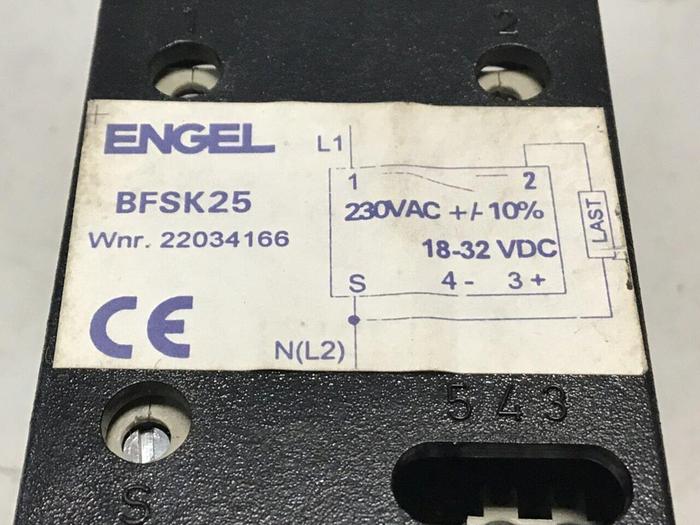 1 2
ENGEL
BFSK25
Wnr. 22034166
CE
L1
1 2
230VAC +/- 10%
18-32 VDC
S 4 - 3 +
LAST
N(L2)
5 4 3
S